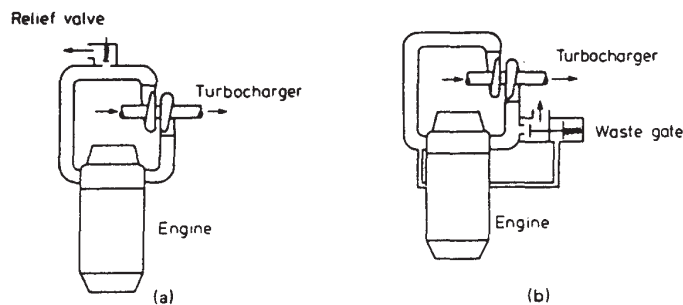 Relief valve
Turbocharger
Engine
(a)
Turbocharger
Waste gate
Engine
(b)